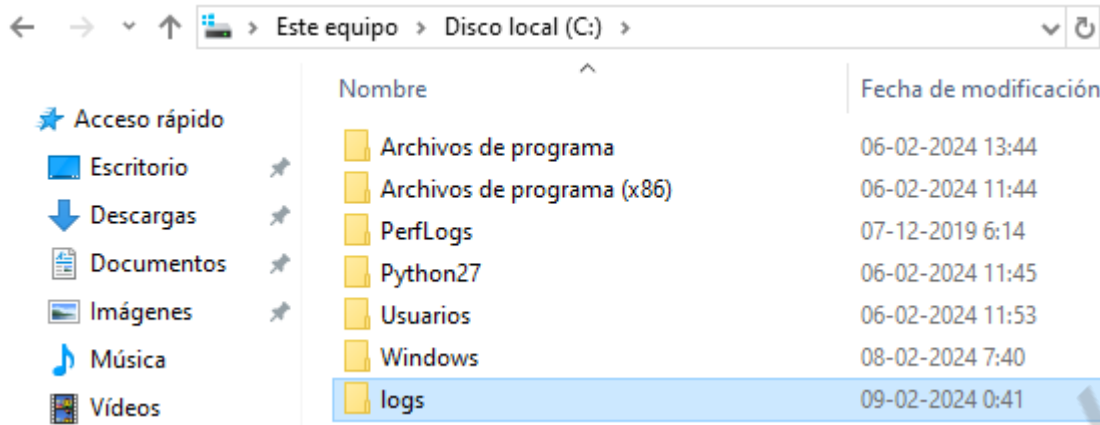 Este equipo > Disco local (C:) >
Nombre Fecha de modificación
Acceso rápido
Escritorio
Descargas
Documentos
Imágenes
Música
Vídeos
Archivos de programa 06-02-2024 13:44
Archivos de programa (x86) 06-02-2024 11:44
PerfLogs 07-12-2019 6:14
Python27 06-02-2024 11:45
Usuarios 06-02-2024 11:53
Windows 08-02-2024 7:40
logs 09-02-2024 0:41